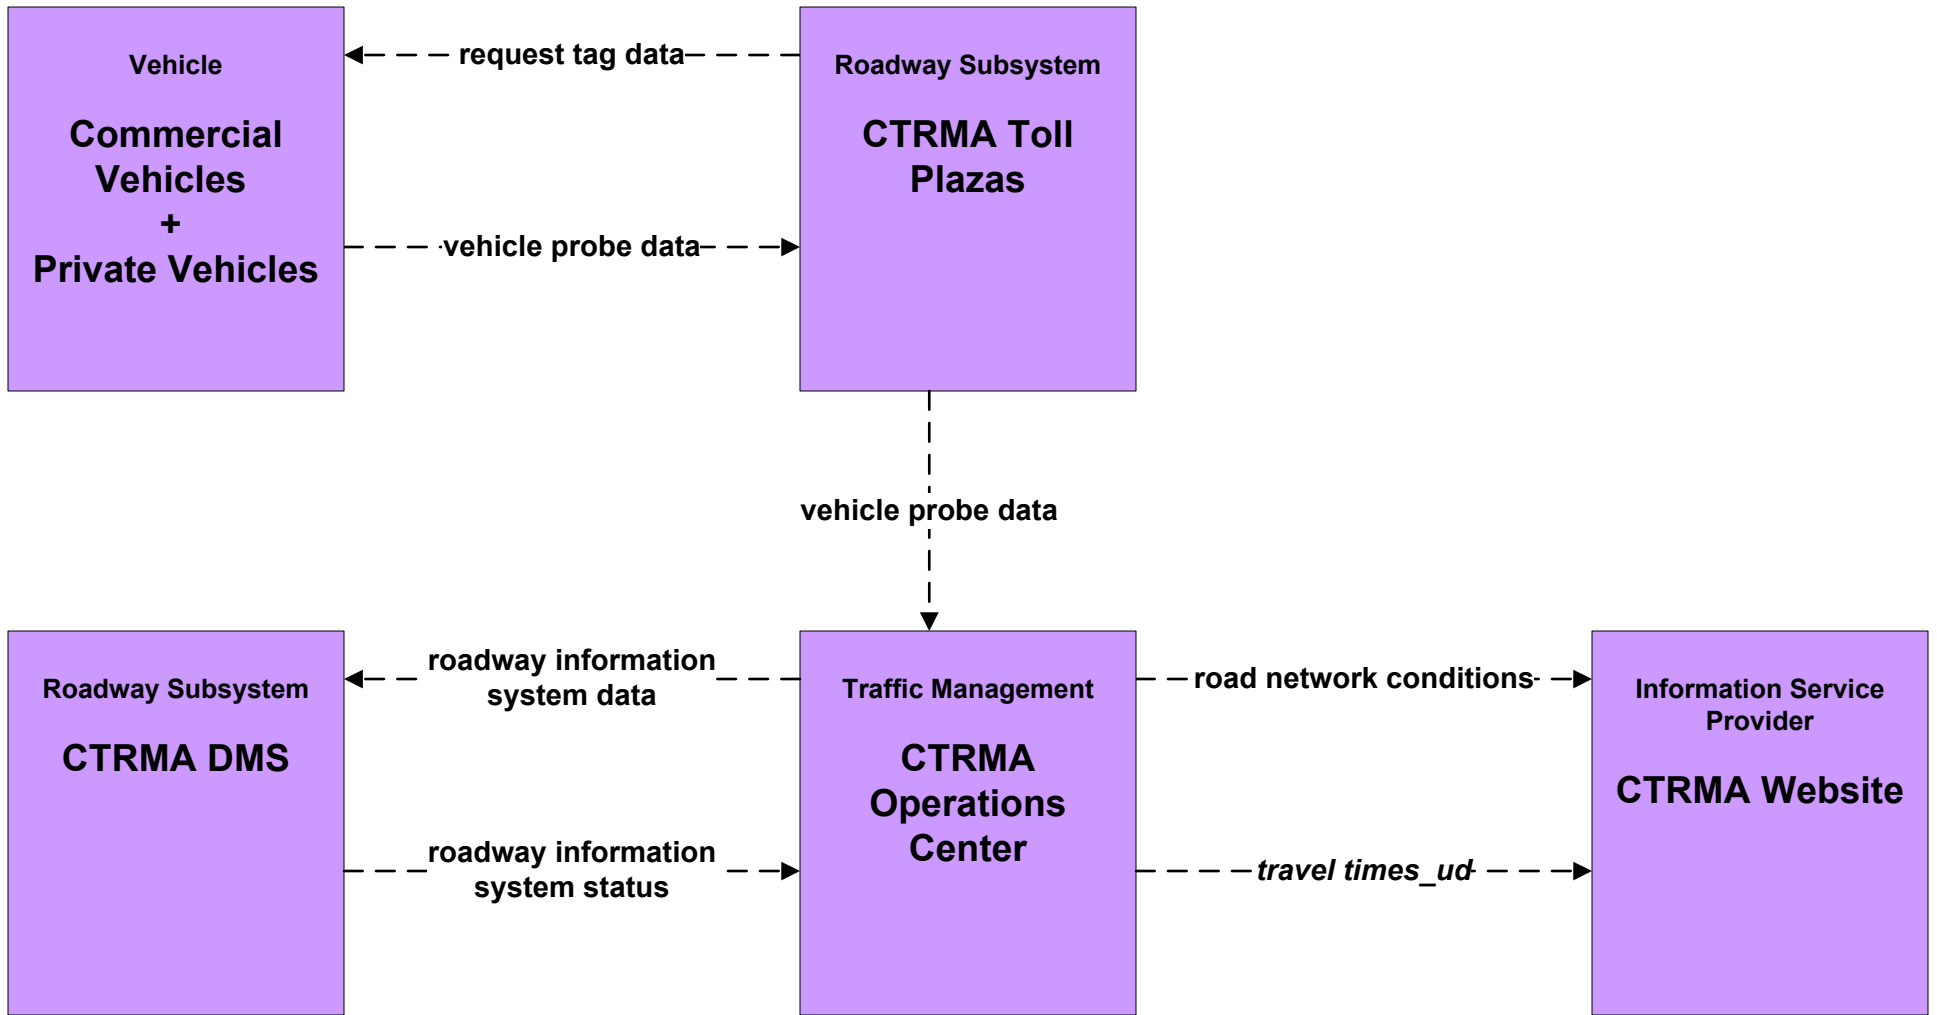 Vehicle
Commercial
Vehicles
+
Private Vehicles
request tag data
vehicle probe data
Roadway Subsystem
CTRMA Toll
Plazas
vehicle probe data
Roadway Subsystem
CTRMA DMS
roadway information
system data
roadway information
system status
Traffic Management
CTRMA
Operations
Center
road network conditions
travel times_ud
Information Service
Provider
CTRMA Website